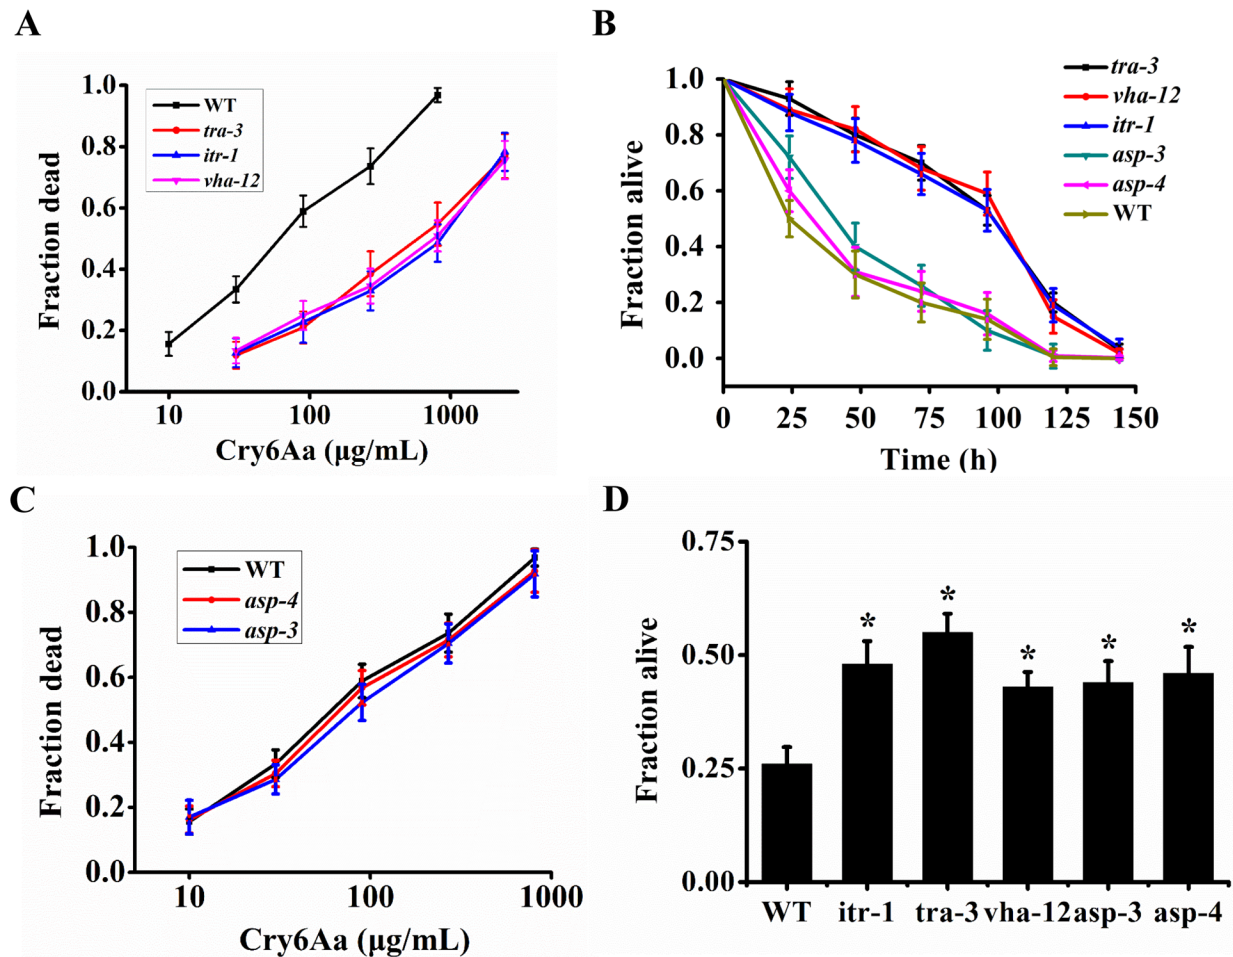 A
1.0
0.8
0.6
0.4
0.2
0.0
Fraction dead
WT
tra-3
itr-1
vha-12
10 100 1000
Cry6Aa (μg/mL)
B
1.0
0.8
0.6
0.4
0.2
0.0
Fraction alive
tra-3
vha-12
itr-1
asp-3
asp-4
WT
0 25 50 75 100 125 150
Time (h)
C
1.0
0.8
0.6
0.4
0.2
0.0
Fraction dead
WT
asp-4
asp-3
10 100 1000
Cry6Aa (μg/mL)
D
0.75
0.50
0.25
0.00
Fraction alive
* * * * *
WT itr-1 tra-3 vha-12 asp-3 asp-4